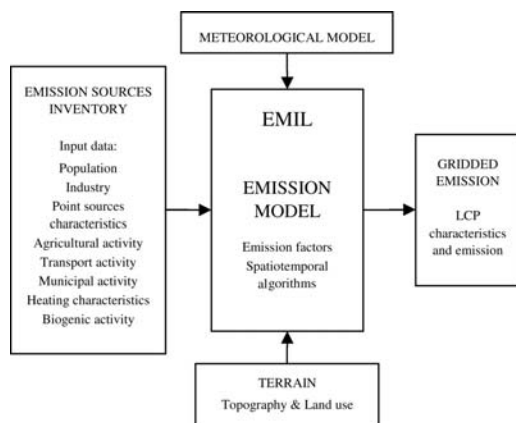 METEOROLOGICAL MODEL
EMISSION SOURCES
INVENTORY
Input data:
Population
Industry
Point sources
characteristics
Agricultural activity
Transport activity
Municipal activity
Heating characteristics
Biogenic activity
EMIL
EMISSION
MODEL
Emission factors
Spatiotemporal
algorithms
GRIDDED
EMISSION
LCP
characteristics
and emission
TERRAIN
Topography & Land use